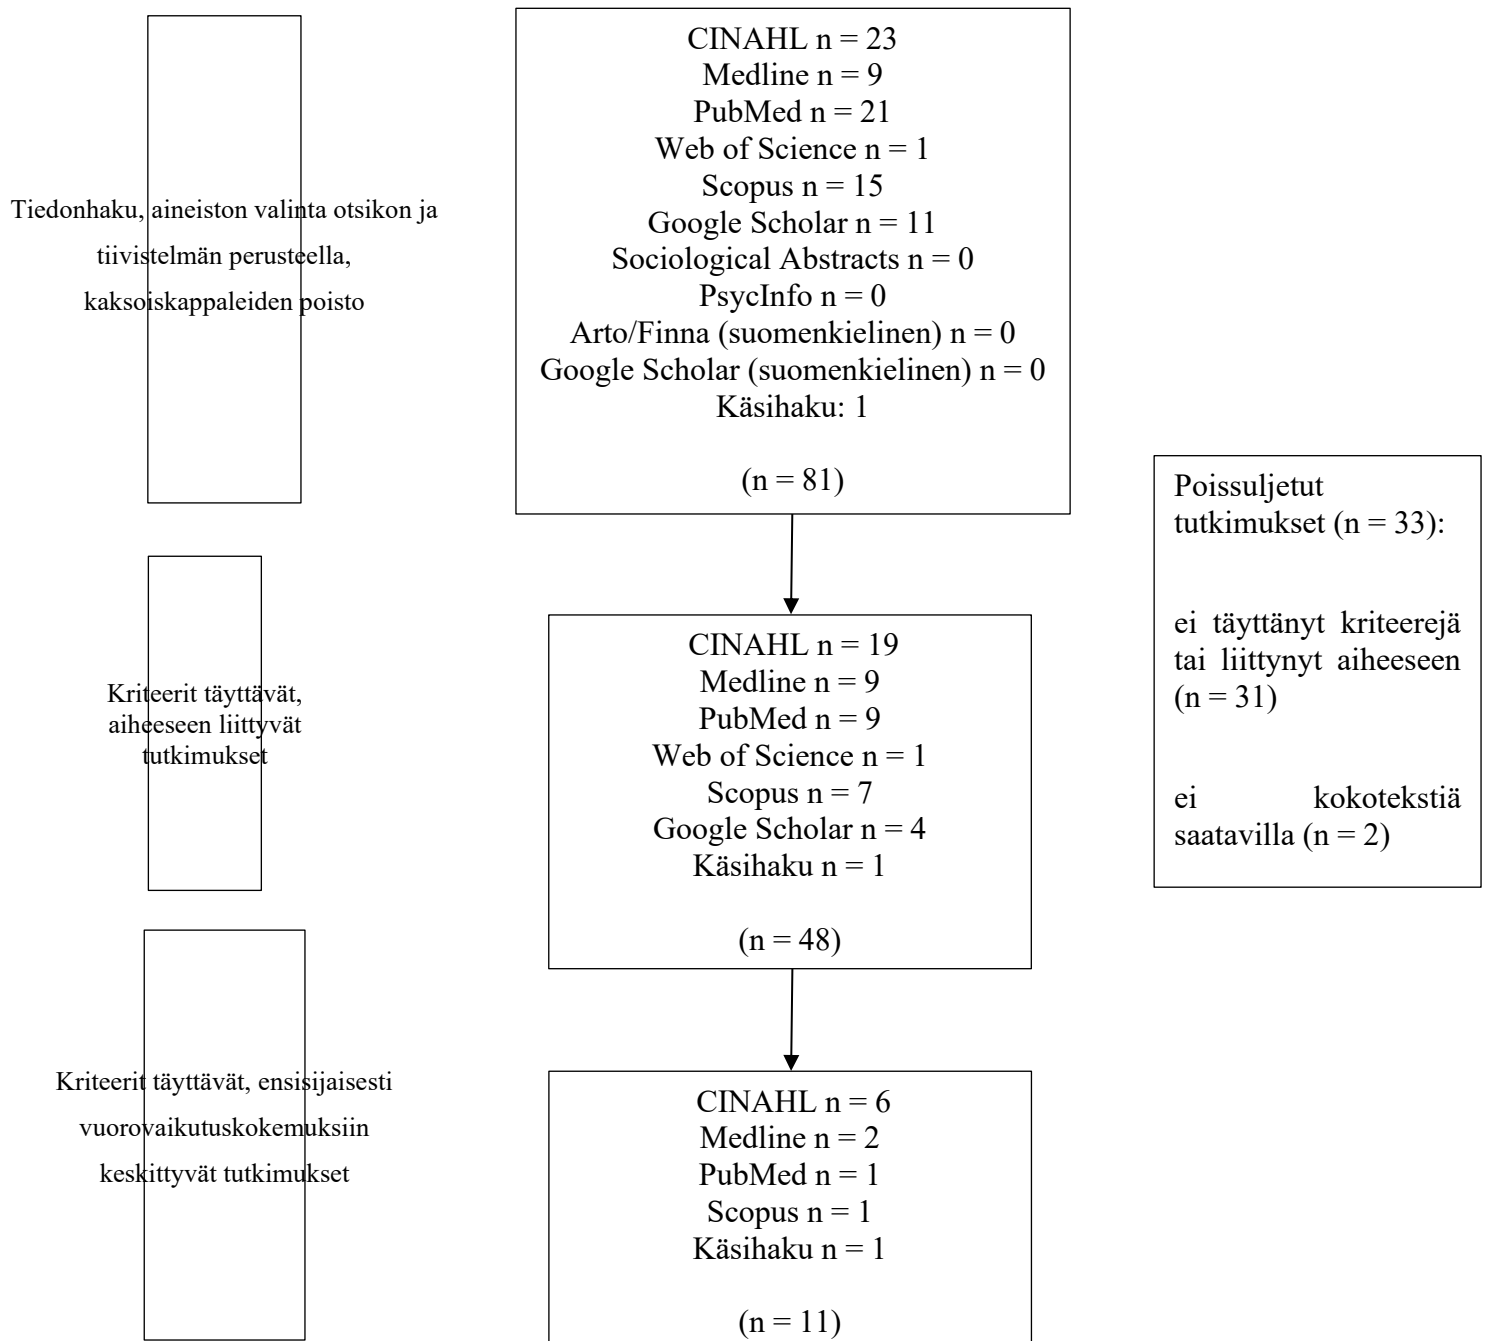 Tiedonhaku, aineiston valinta otsikon ja
tiivistelmän perusteella,
kaksoiskappaleiden poisto
CINAHL n = 23
Medline n = 9
PubMed n = 21
Web of Science n = 1
Scopus n = 15
Google Scholar n = 11
Sociological Abstracts n = 0
PsycInfo n = 0
Arto/Finna (suomenkielinen) n = 0
Google Scholar (suomenkielinen) n = 0
Käsihaku: 1
(n = 81)
Poissuljetut
tutkimukset (n = 33):
ei täyttänyt kriteerejä
tai liittynyt aiheeseen
(n = 31)
ei kokotekstiä
saatavilla (n = 2)
Kriteerit täyttävät,
aiheeseen liittyvät
tutkimukset
CINAHL n = 19
Medline n = 9
PubMed n = 9
Web of Science n = 1
Scopus n = 7
Google Scholar n = 4
Käsihaku n = 1
(n = 48)
Kriteerit täyttävät, ensisijaisesti
vuorovaikutuskokemuksiin
keskittyvät tutkimukset
CINAHL n = 6
Medline n = 2
PubMed n = 1
Scopus n = 1
Käsihaku n = 1
(n = 11)